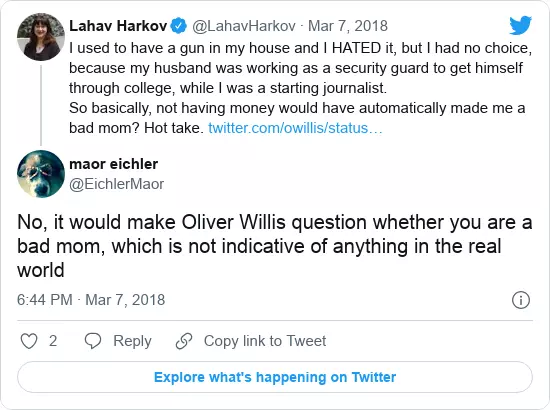 Lahav Harkov @LahavHarkov · Mar 7, 2018
I used to have a gun in my house and I HATED it, but I had no choice,
because my husband was working as a security guard to get himself
through college, while I was a starting journalist.
So basically, not having money would have automatically made me a
bad mom? Hot take. twitter.com/owillis/status…
maor eichler
@EichlerMaor
No, it would make Oliver Willis question whether you are a
bad mom, which is not indicative of anything in the real
world
6:44 PM · Mar 7, 2018
2 Reply Copy link to Tweet
Explore what's happening on Twitter